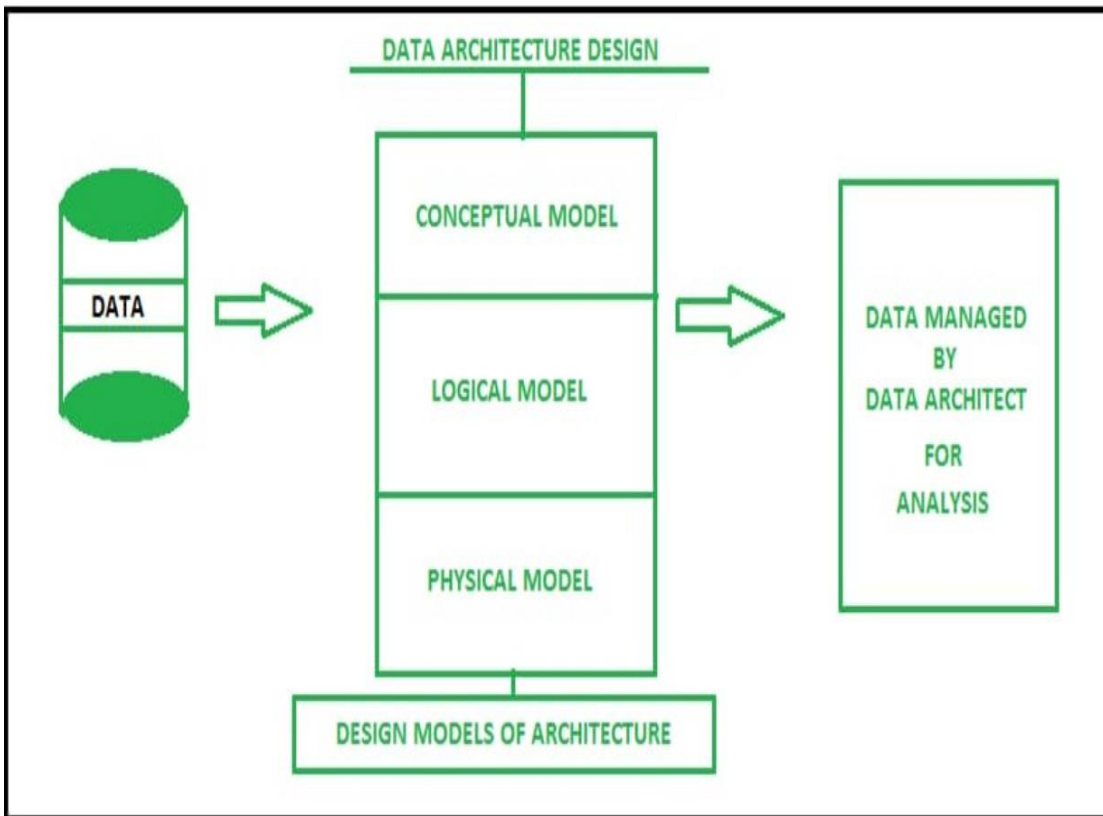 DATA ARCHITECTURE DESIGN
DATA
CONCEPTUAL MODEL
LOGICAL MODEL
PHYSICAL MODEL
DESIGN MODELS OF ARCHITECTURE
DATA MANAGED
BY
DATA ARCHITECT
FOR
ANALYSIS